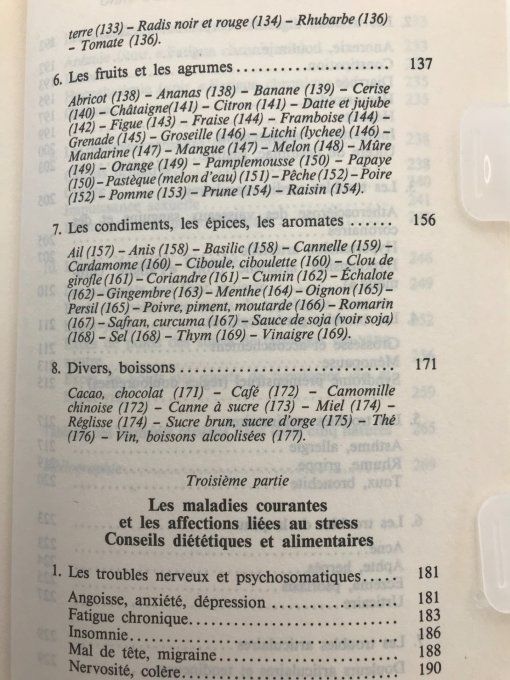 terre (133) – Radis noir et rouge (134) – Rhubarbe (136)
– Tomate (136).
6. Les fruits et les agrumes ........................ 137
Abricot (138) – Ananas (138) – Banane (139) – Cerise
(140) – Châtaigne(141) – Citron (141) – Datte et jujube
(142) – Figue (143) – Fraise (144) – Framboise (144) –
Grenade (145) – Groseille (146) – Litchi (lychee) (146) –
Mandarine (147) – Mangue (147) – Melon (148) – Mûre
(149) – Orange (149) – Pamplemousse (150) – Papaye
(150) – Pastèque (melon d'eau) (151) – Pêche (152) – Poire
(152) – Pomme (153) – Prune (154) – Raisin (154).
7. Les condiments, les épices, les aromates ...... 156
Ail (157) – Anis (158) – Basilic (158) – Cannelle (159) –
Cardamome (160) – Ciboule, ciboulette (160) – Clou de
girofle (161) – Coriandre (161) – Cumin (162) – Échalote
(162) – Gingembre (163) – Menthe (164) – Oignon (165) –
Persil (165) – Poivre, piment, moutarde (166) – Romarin
(167) – Safran, curcuma (167) – Sauce de soja (voir soja)
(168) – Sel (168) – Thym (169) – Vinaigre (169).
8. Divers, boissons ................................. 171
Cacao, chocolat (171) – Café (172) – Camomille
chinoise (172) – Canne à sucre (173) – Miel (174) –
Réglisse (174) – Sucre brun, sucre d'orge (175) – Thé
(176) – Vin, boissons alcoolisées (177).
Troisième partie
Les maladies courantes
et les affections liées au stress
Conseils diététiques et alimentaires
1. Les troubles nerveux et psychosomatiques..... 181
Angoisse, anxiété, dépression .................. 181
Fatigue chronique................................ 183
Insomnie ......................................... 186
Mal de tête, migraine ........................... 188
Nervosité, colère................................ 190